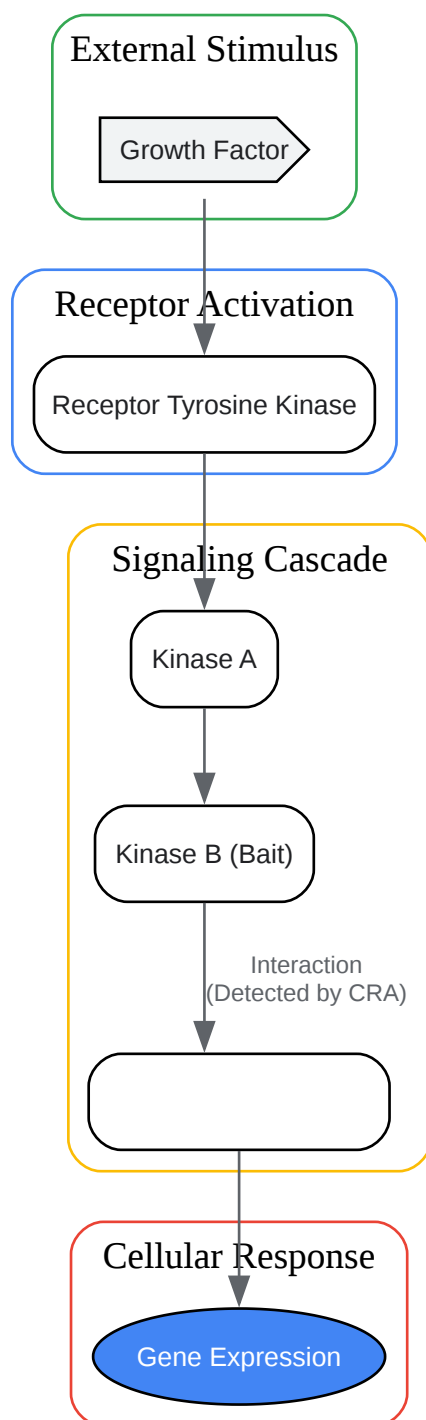 External Stimulus
Growth Factor
Receptor Activation
Receptor Tyrosine Kinase
Signaling Cascade
Kinase A
Kinase B (Bait)
Interaction
(Detected by CRA)
Cellular Response
Gene Expression